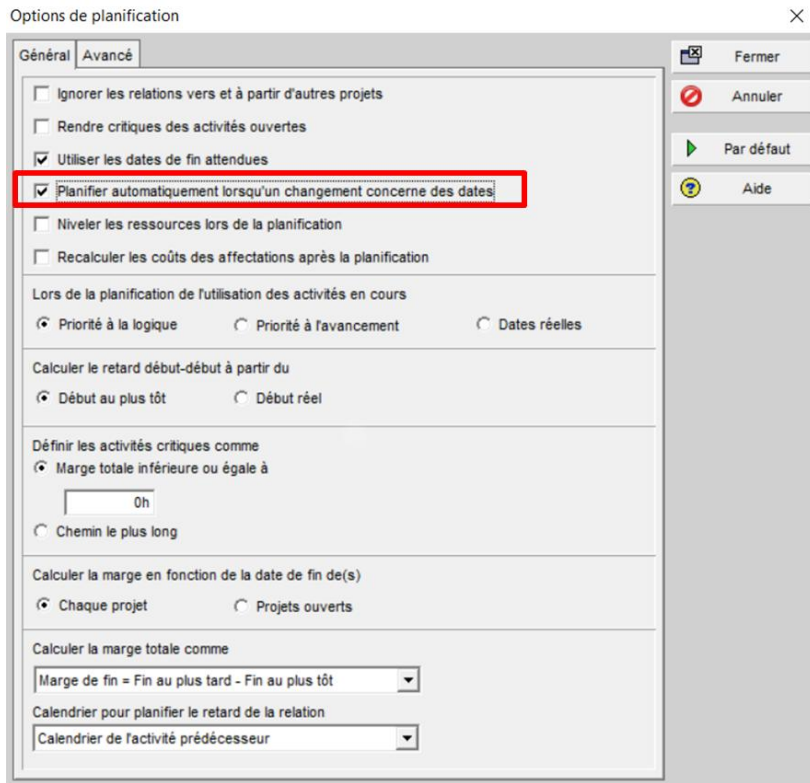 Options de planification
Général Avancé
Ignorer les relations vers et à partir d'autres projets
Rendre critiques des activités ouvertes
Utiliser les dates de fin attendues
Planifier automatiquement lorsqu'un changement concerne des dates
Niveler les ressources lors de la planification
Recalculer les coûts des affectations après la planification
Lors de la planification de l'utilisation des activités en cours
Priorité à la logique Priorité à l'avancement Dates réelles
Calculer le retard début-début à partir du
Début au plus tôt Début réel
Définir les activités critiques comme
Marge totale inférieure ou égale à
0h
Chemin le plus long
Calculer la marge en fonction de la date de fin de(s)
Chaque projet Projets ouverts
Calculer la marge totale comme
Marge de fin = Fin au plus tard - Fin au plus tôt
Calendrier pour planifier le retard de la relation
Calendrier de l'activité prédécesseur
Fermer
Annuler
Par défaut
Aide